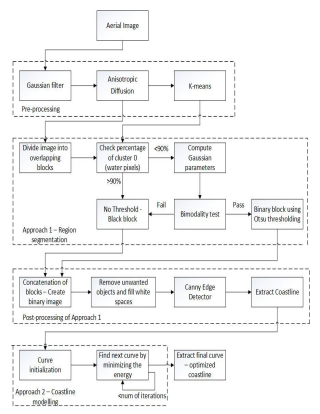 Aerial Image
Gaussian filter
Anisotropic
Diffusion
K-means
Pre-processing
Divide image into
overlapping
blocks
Check percentage
of cluster 0
(water pixels)
<90%
Compute
Gaussian
parameters
>90%
No Threshold -
Black block
Fail
Bimodality test
Pass
Binary block using
Otsu thresholding
Approach 1 – Region
segmentation
Concatenation of
blocks – Create
binary image
Remove unwanted
objects and fill white
spaces
Canny Edge
Detector
Extract Coastline
Post-processing of Approach 1
Curve
initialization
Find next curve by
minimizing the
energy
Extract final curve
– optimized
coastline
<num of iterations
Approach 2 – Coastline
modelling